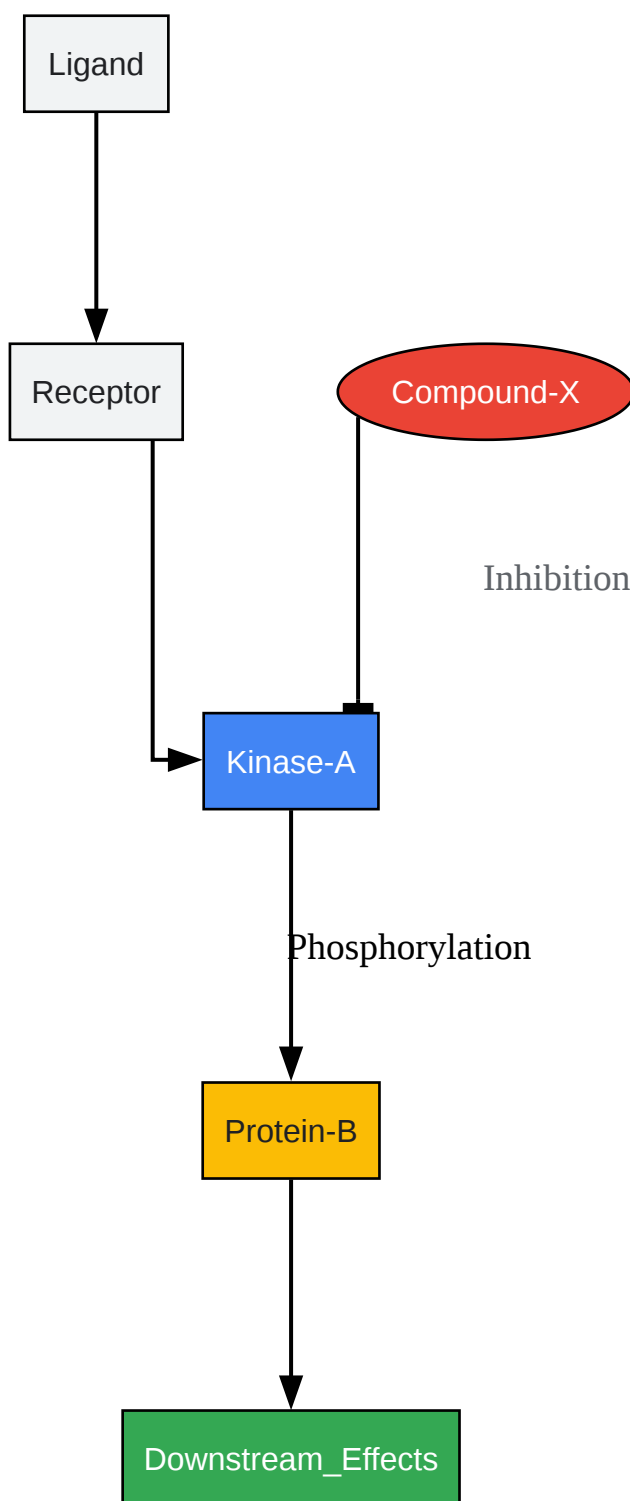 Ligand
Receptor
Compound-X
Inhibition
Kinase-A
Phosphorylation
Protein-B
Downstream_Effects